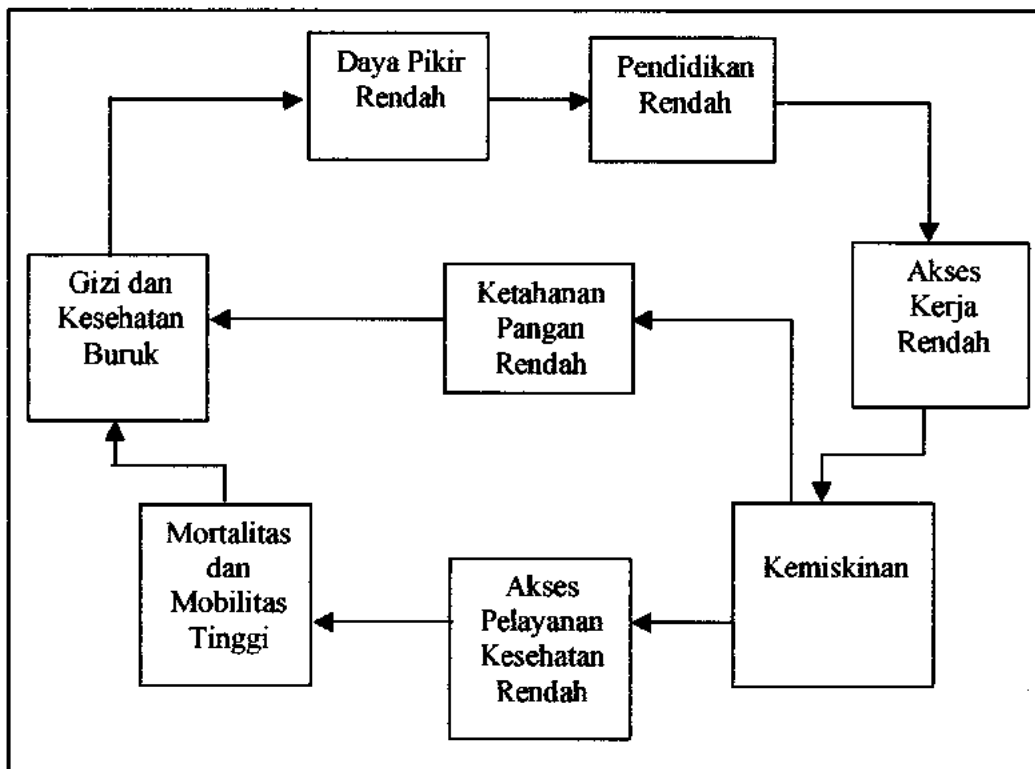 Daya Pikir
Rendah
Pendidikan
Rendah
Gizi dan
Kesehatan
Buruk
Ketahanan
Pangan
Rendah
Akses
Kerja
Rendah
Mortalitas
dan
Mobilitas
Tinggi
Akses
Pelayanan
Kesehatan
Rendah
Kemiskinan